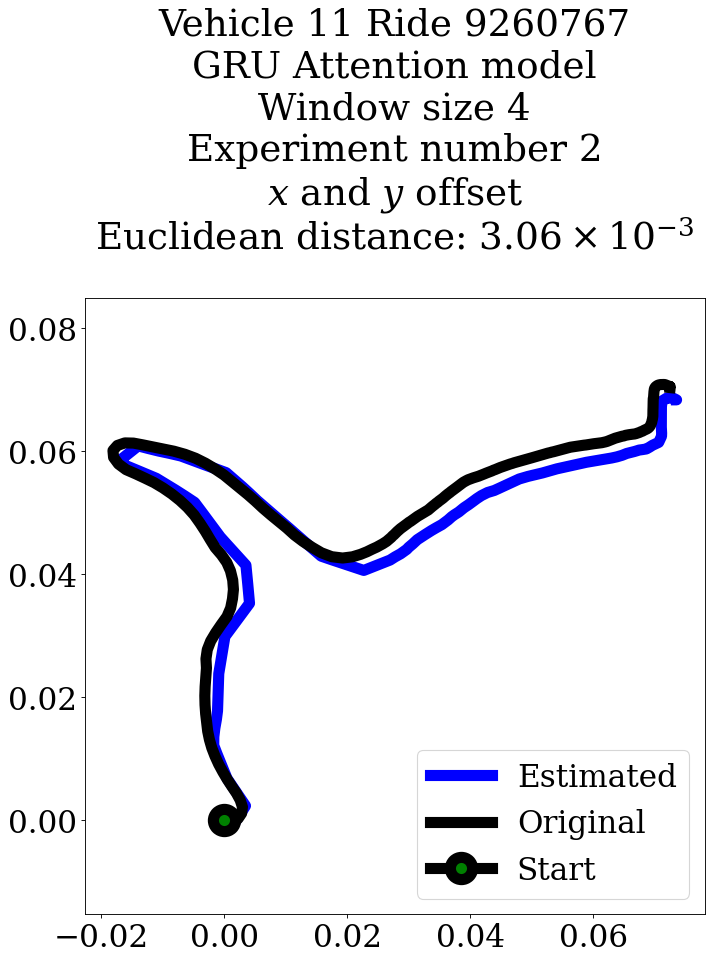 Vehicle 11 Ride 9260767
GRU Attention model
Window size 4
Experiment number 2
x and y offset
Euclidean distance: 3.06 × 10⁻³
0.08
0.06
0.04
0.02
0.00
Estimated
Original
Start
−0.02 0.00 0.02 0.04 0.06